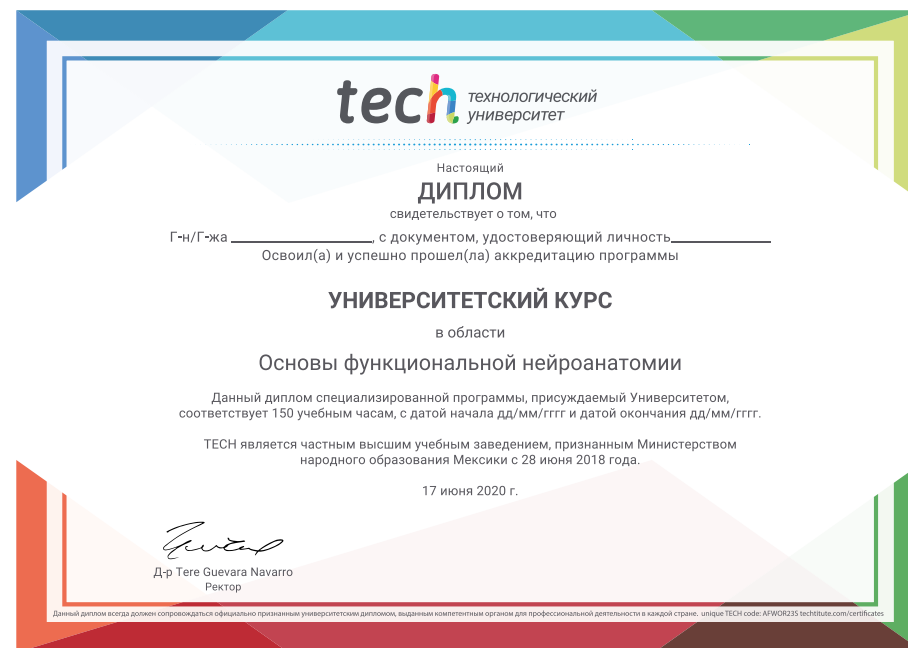 tech технологический
университет
Настоящий
ДИПЛОМ
свидетельствует о том, что
Г-н/Г-жа , с документом, удостоверяющий личность
Освоил(а) и успешно прошел(ла) аккредитацию программы
УНИВЕРСИТЕТСКИЙ КУРС
в области
Основы функциональной нейроанатомии
Данный диплом специализированной программы, присуждаемый Университетом,
соответствует 150 учебным часам, с датой начала дд/мм/гггг и датой окончания дд/мм/гггг.
TECH является частным высшим учебным заведением, признанным Министерством
народного образования Мексики с 28 июня 2018 года.
17 июня 2020 г.
Д-р Tere Guevara Navarro
Ректор
Данный диплом всегда должен сопровождаться официально признанным университетским дипломом, выданным компетентным органом для профессиональной деятельности в каждой стране. unique TECH code: AFWOR23S techtitute.com/certificates